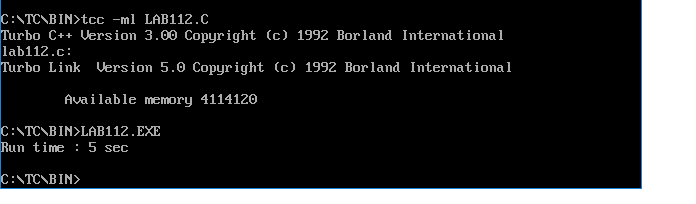 C:\TC\BIN>tcc -ml LAB112.C
Turbo C++ Version 3.00 Copyright (c) 1992 Borland International
lab112.c:
Turbo Link  Version 5.0 Copyright (c) 1992 Borland International
Available memory 4114120
C:\TC\BIN>LAB112.EXE
Run time : 5 sec
C:\TC\BIN>